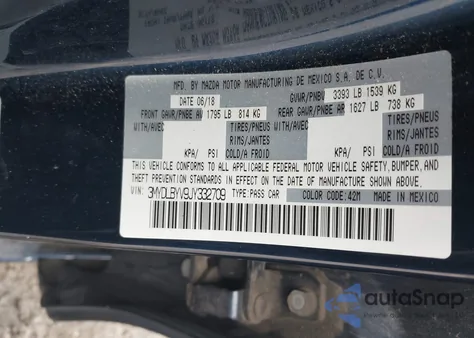 MFD. BY MAZDA MOTOR MANUFACTURING DE MEXICO S.A. DE C.V.
DATE 06/18 GVWR/PNBV 3393 LB 1539 KG
FRONT GAWR/PNBE AV 1795 LB 814 KG REAR GAWR/PNBE AR 1627 LB 738 KG
WITH/AVEC TIRES/PNEUS WITH/AVEC TIRES/PNEUS
RIMS/JANTES RIMS/JANTES
KPA/ PSI COLD/A FROID KPA/ PSI COLD/A FROID
THIS VEHICLE CONFORMS TO ALL APPLICABLE FEDERAL MOTOR VEHICLE SAFETY, BUMPER, AND
THEFT PREVENTION STANDARDS IN EFFECT ON THE DATE OF MANUFACTURE SHOWN ABOVE.
3MYDLBYV9JY332709 TYPE:PASS CAR COLOR CODE:42M MADE IN MEXICO
autoSnap